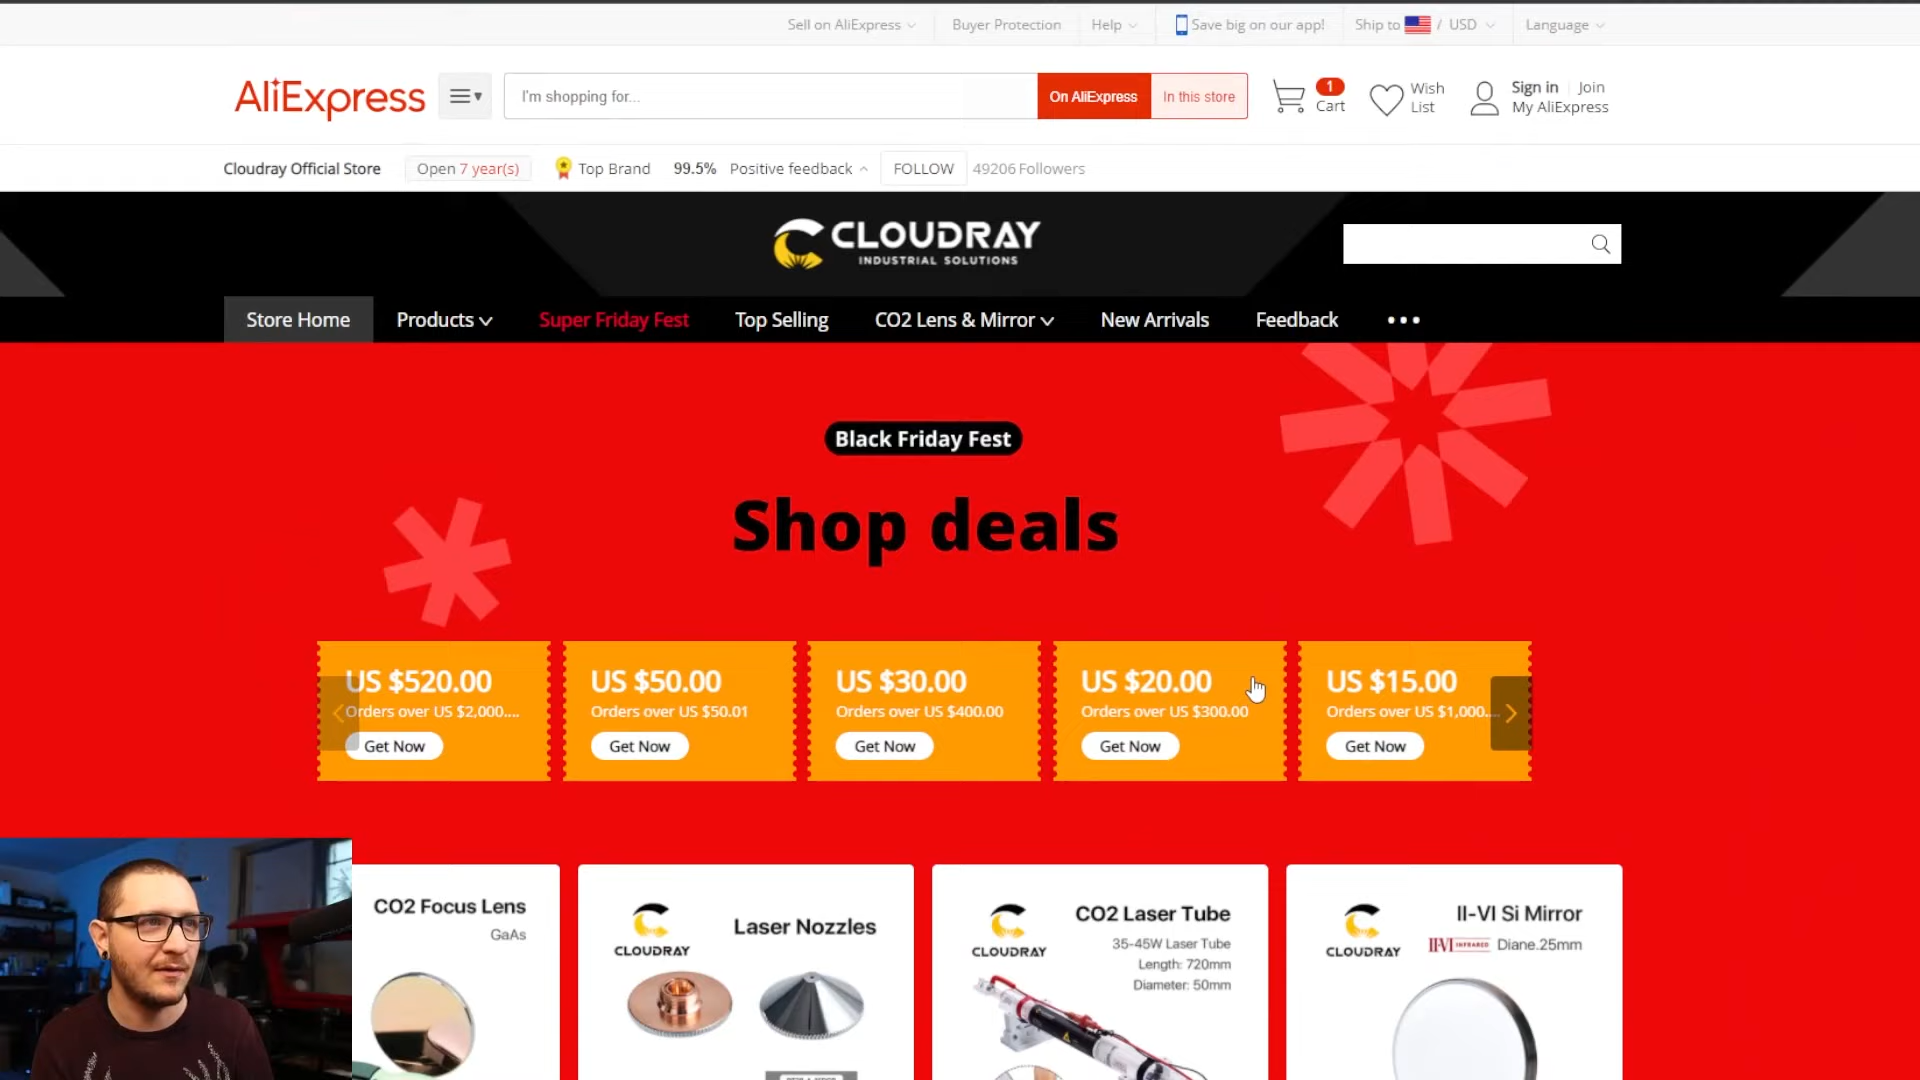 Sell on AliExpress
Buyer Protection
Help
Save big on our app!
Ship to / USD
Language
AliExpress
I'm shopping for...
On AliExpress
In this store
1
Cart
Wish
List
Sign in Join
My AliExpress
Cloudray Official Store
Open 7 year(s)
Top Brand
99.5% Positive feedback
FOLLOW
49206 Followers
CLOUDRAY
INDUSTRIAL SOLUTIONS
Store Home
Products
Super Friday Fest
Top Selling
CO2 Lens & Mirror
New Arrivals
Feedback
Black Friday Fest
Shop deals
US $520.00
Orders over US $2,000....
Get Now
US $50.00
Orders over US $50.01
Get Now
US $30.00
Orders over US $400.00
Get Now
US $20.00
Orders over US $300.00
Get Now
US $15.00
Orders over US $1,000....
Get Now
CO2 Focus Lens
GaAs
CLOUDRAY
Laser Nozzles
CLOUDRAY
CO2 Laser Tube
35-45W Laser Tube
Length: 720mm
Diameter: 50mm
CLOUDRAY
II-VI Si Mirror
II-VI INFRARED Diane.25mm